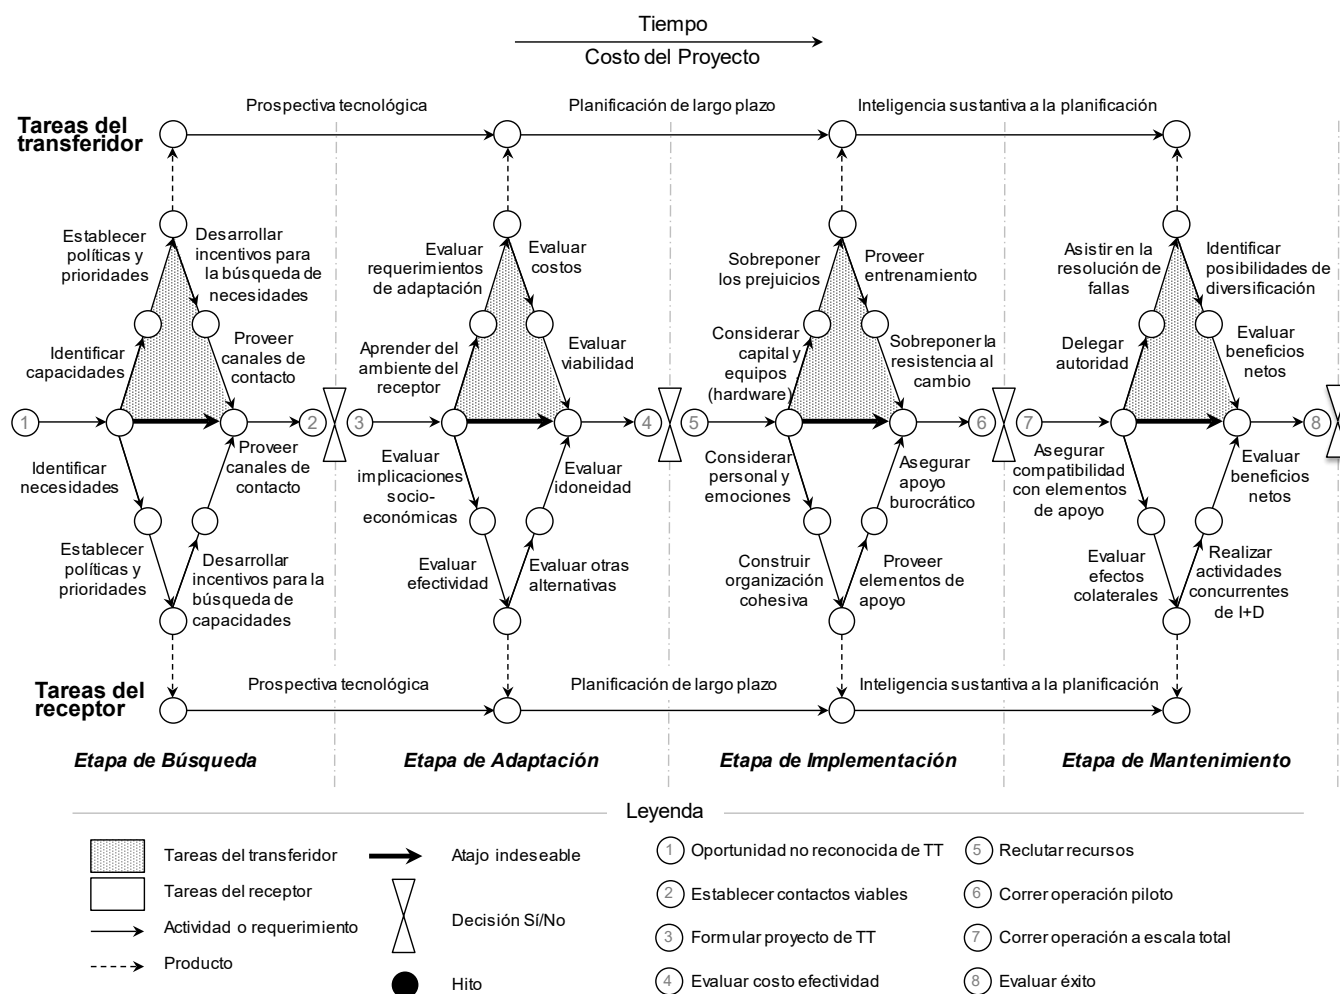 Tiempo
Costo del Proyecto
Prospectiva tecnológica
Planificación de largo plazo
Inteligencia sustantiva a la planificación
Tareas del
transferidor
Establecer
políticas y
prioridades
Desarrollar
incentivos para
la búsqueda de
necesidades
Identificar
capacidades
Proveer
canales de
contacto
Evaluar
requerimientos
de adaptación
Evaluar
costos
Aprender del
ambiente del
receptor
Evaluar
viabilidad
Sobreponer
los prejuicios
Proveer
entrenamiento
Considerar
capital y
equipos
(hardware)
Sobreponer la
resistencia al
cambio
Asistir en la
resolución de
fallas
Identificar
posibilidades de
diversificación
Delegar
autoridad
Evaluar
beneficios
netos
1
2
3
4
5
6
7
8
Identificar
necesidades
Proveer
canales de
contacto
Establecer
políticas y
prioridades
Desarrollar
incentivos para la
búsqueda de
capacidades
Evaluar
implicaciones
socio-
económicas
Evaluar
idoneidad
Evaluar
efectividad
Evaluar otras
alternativas
Considerar
personal y
emociones
Asegurar
apoyo
burocrático
Construir
organización
cohesiva
Proveer
elementos de
apoyo
Asegurar
compatibilidad
con elementos
de apoyo
Evaluar
beneficios
netos
Evaluar
efectos
colaterales
Realizar
actividades
concurrentes
de I+D
Tareas del
receptor
Prospectiva tecnológica
Planificación de largo plazo
Inteligencia sustantiva a la planificación
Etapa de Búsqueda
Etapa de Adaptación
Etapa de Implementación
Etapa de Mantenimiento
Leyenda
Tareas del transferidor
Tareas del receptor
Actividad o requerimiento
Producto
Atajo indeseable
Decisión Sí/No
Hito
1 Oportunidad no reconocida de TT
2 Establecer contactos viables
3 Formular proyecto de TT
4 Evaluar costo efectividad
5 Reclutar recursos
6 Correr operación piloto
7 Correr operación a escala total
8 Evaluar éxito